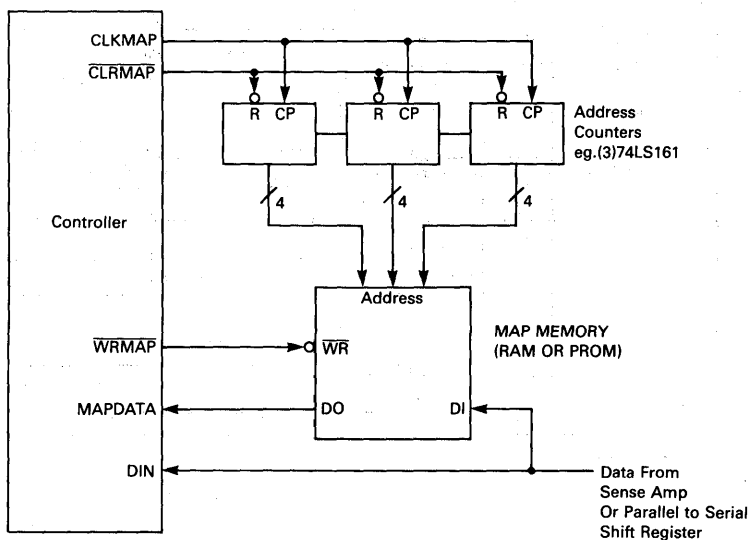 CLKMAP
CLRMAP
R CP
R CP
R CP
Address
Counters
eg.(3)74LS161
4
4
4
Controller
Address
WRMAP
WR
MAP MEMORY
(RAM OR PROM)
MAPDATA
DO
DI
DIN
Data From
Sense Amp
Or Parallel to Serial
Shift Register